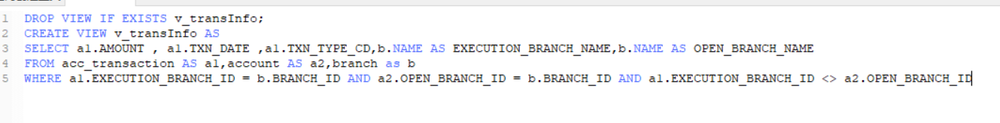 1 DROP VIEW IF EXISTS v_transInfo;
2 CREATE VIEW v_transInfo AS
3 SELECT a1.AMOUNT , a1.TXN_DATE ,a1.TXN_TYPE_CD,b.NAME AS EXECUTION_BRANCH_NAME,b.NAME AS OPEN_BRANCH_NAME
4 FROM acc_transaction AS a1,account AS a2,branch as b
5 WHERE a1.EXECUTION_BRANCH_ID = b.BRANCH_ID AND a2.OPEN_BRANCH_ID = b.BRANCH_ID AND a1.EXECUTION_BRANCH_ID <> a2.OPEN_BRANCH_ID